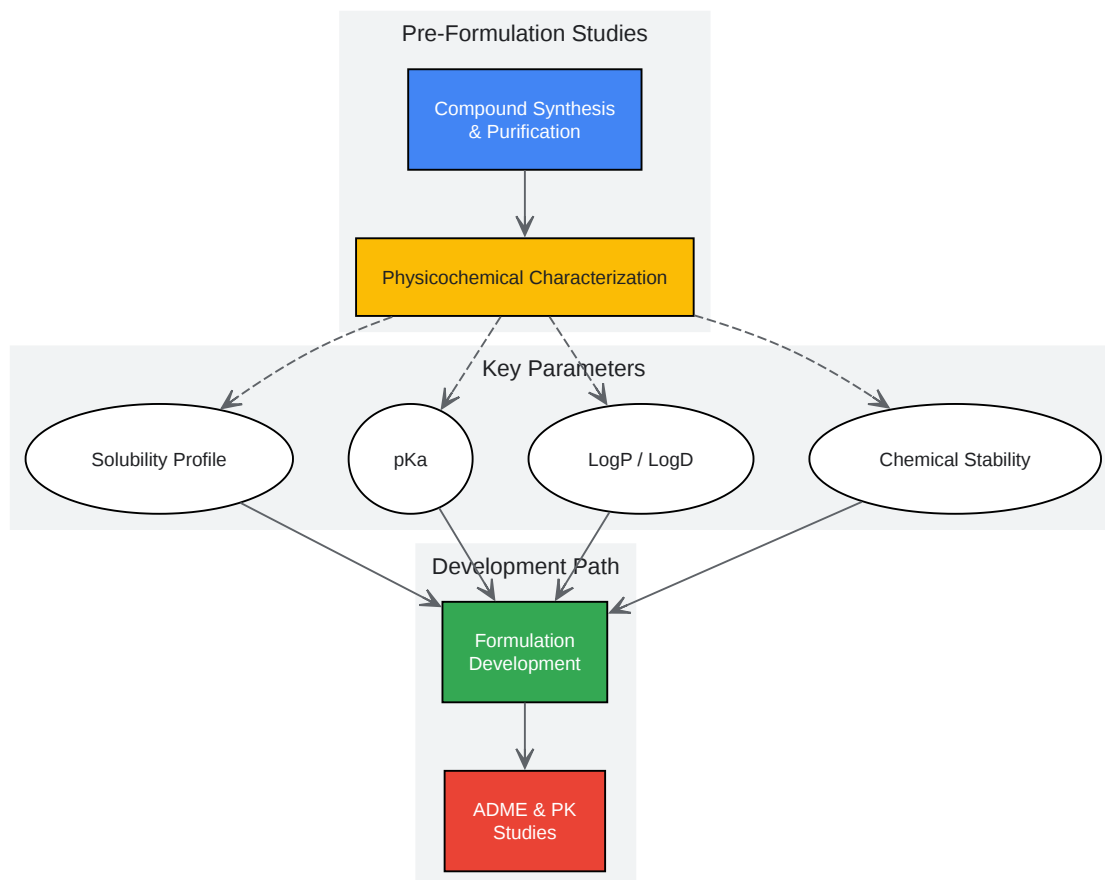 Pre-Formulation Studies
Compound Synthesis
& Purification
Physicochemical Characterization
Key Parameters
Solubility Profile
pKa
LogP / LogD
Chemical Stability
Development Path
Formulation
Development
ADME & PK
Studies